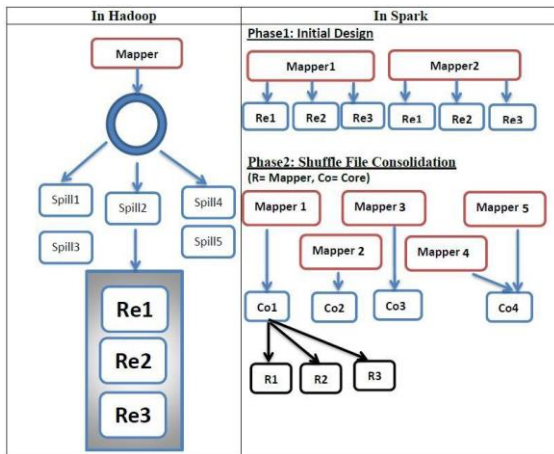 In Hadoop
In Spark
Mapper
Spill1
Spill2
Spill4
Spill3
Spill5
Re1
Re2
Re3
Phase1: Initial Design
Mapper1
Mapper2
Re1
Re2
Re3
Re1
Re2
Re3
Phase2: Shuffle File Consolidation
(R= Mapper, Co= Core)
Mapper 1
Mapper 3
Mapper 5
Mapper 2
Mapper 4
Co1
Co2
Co3
Co4
R1
R2
R3